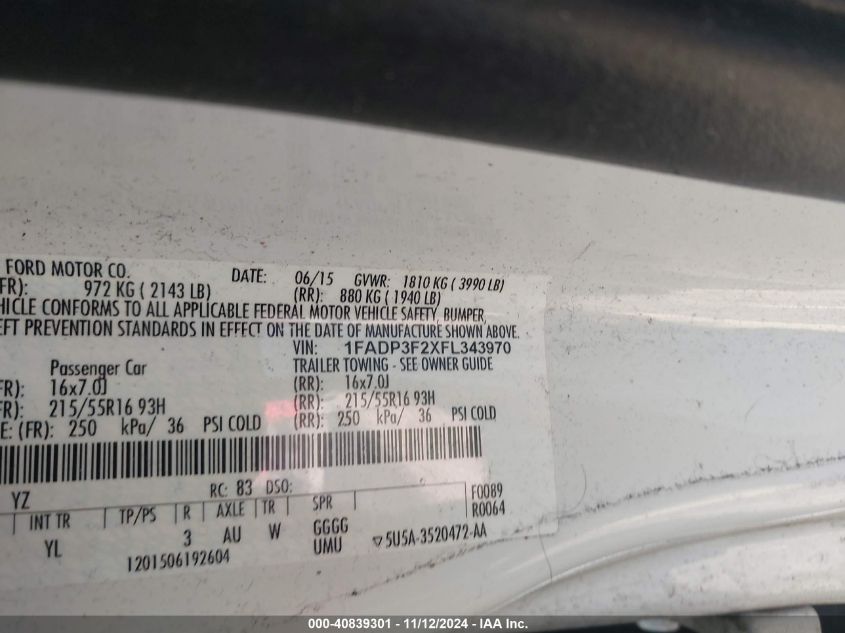 FORD MOTOR CO. DATE: 06/15 GVWR: 1810 KG ( 3990 LB)
FR): 972 KG ( 2143 LB) (RR): 880 KG ( 1940 LB)
HICLE CONFORMS TO ALL APPLICABLE FEDERAL MOTOR VEHICLE SAFETY, BUMPER,
EFT PREVENTION STANDARDS IN EFFECT ON THE DATE OF MANUFACTURE SHOWN ABOVE.
VIN: 1FADP3F2XFL343970
Passenger Car TRAILER TOWING - SEE OWNER GUIDE
FR): 16x7.0J (RR): 16x7.0J
FR): 215/55R16 93H (RR): 215/55R16 93H
E: (FR): 250 kPa/ 36 PSI COLD (RR): 250 kPa/ 36 PSI COLD
YZ RC: 83 DSO: F0089
INT TR TP/PS R AXLE TR SPR R0064
YL 3 AU W GGGG
UMU ▽5U5A-3520472-AA
1201506192604
000-40839301 - 11/12/2024 - IAA Inc.